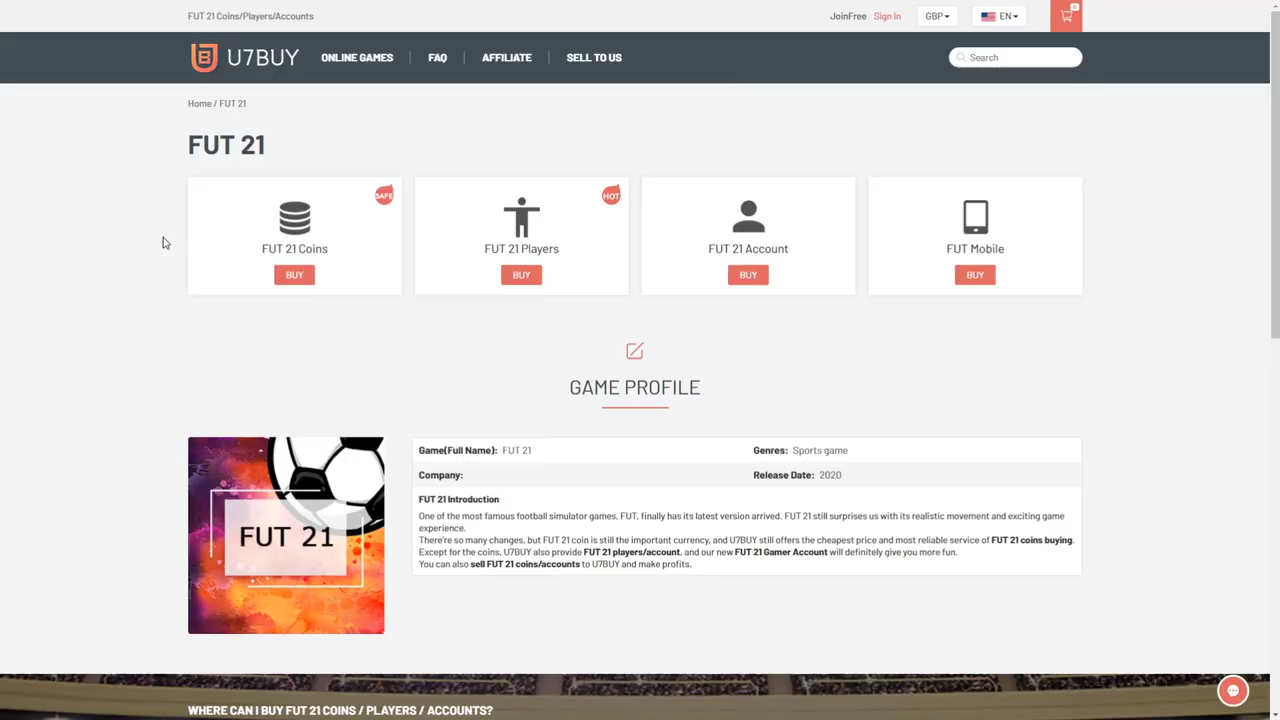 FUT 21 Coins/Players/Accounts
JoinFree Sign In GBP EN 0
U7BUY ONLINE GAMES FAQ AFFILIATE SELL TO US Search
Home / FUT 21
FUT 21
SAFE HOT
FUT 21 Coins FUT 21 Players FUT 21 Account FUT Mobile
BUY BUY BUY BUY
GAME PROFILE
Game(Full Name): FUT 21 Genres: Sports game
Company: Release Date: 2020
FUT 21 Introduction
One of the most famous football simulator games, FUT, finally has its latest version arrived. FUT 21 still surprises us with its realistic movement and exciting game
experience.
There're so many changes, but FUT 21 coin is still the important currency, and U7BUY still offers the cheapest price and most reliable service of FUT 21 coins buying.
Except for the coins, U7BUY also provide FUT 21 players/account, and our new FUT 21 Gamer Account will definitely give you more fun.
You can also sell FUT 21 coins/accounts to U7BUY and make profits.
FUT 21
WHERE CAN I BUY FUT 21 COINS / PLAYERS / ACCOUNTS?